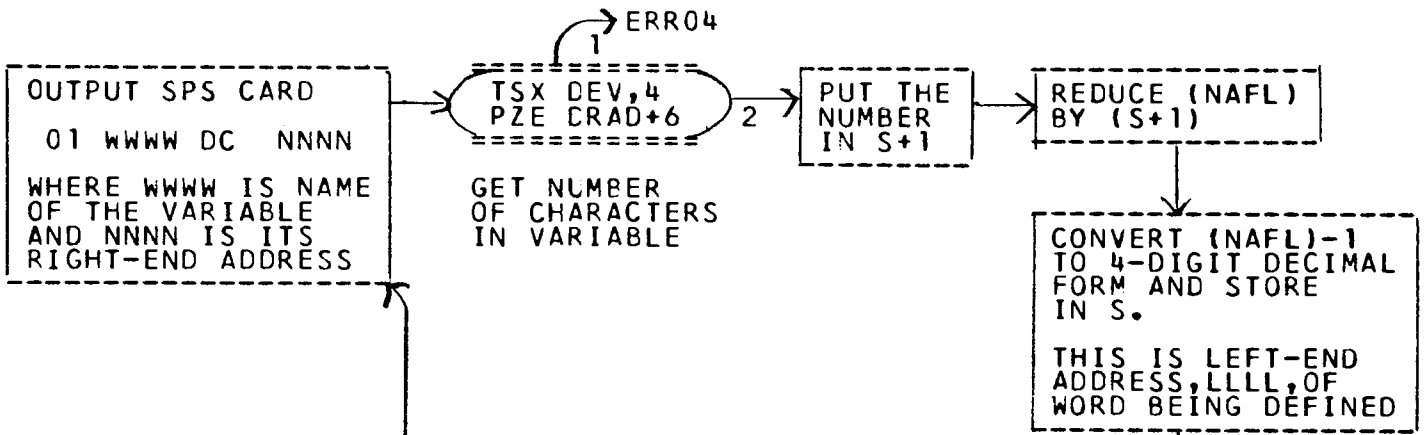 ERR04
1
OUTPUT SPS CARD
01 WWWW DC NNNN
WHERE WWWW IS NAME
OF THE VARIABLE
AND NNNN IS ITS
RIGHT-END ADDRESS
TSX DEV,4
PZE CRAD+6
2
GET NUMBER
OF CHARACTERS
IN VARIABLE
PUT THE
NUMBER
IN S+1
REDUCE (NAFL)
BY (S+1)
CONVERT (NAFL)-1
TO 4-DIGIT DECIMAL
FORM AND STORE
IN S.
THIS IS LEFT-END
ADDRESS,LLLL,OF
WORD BEING DEFINED